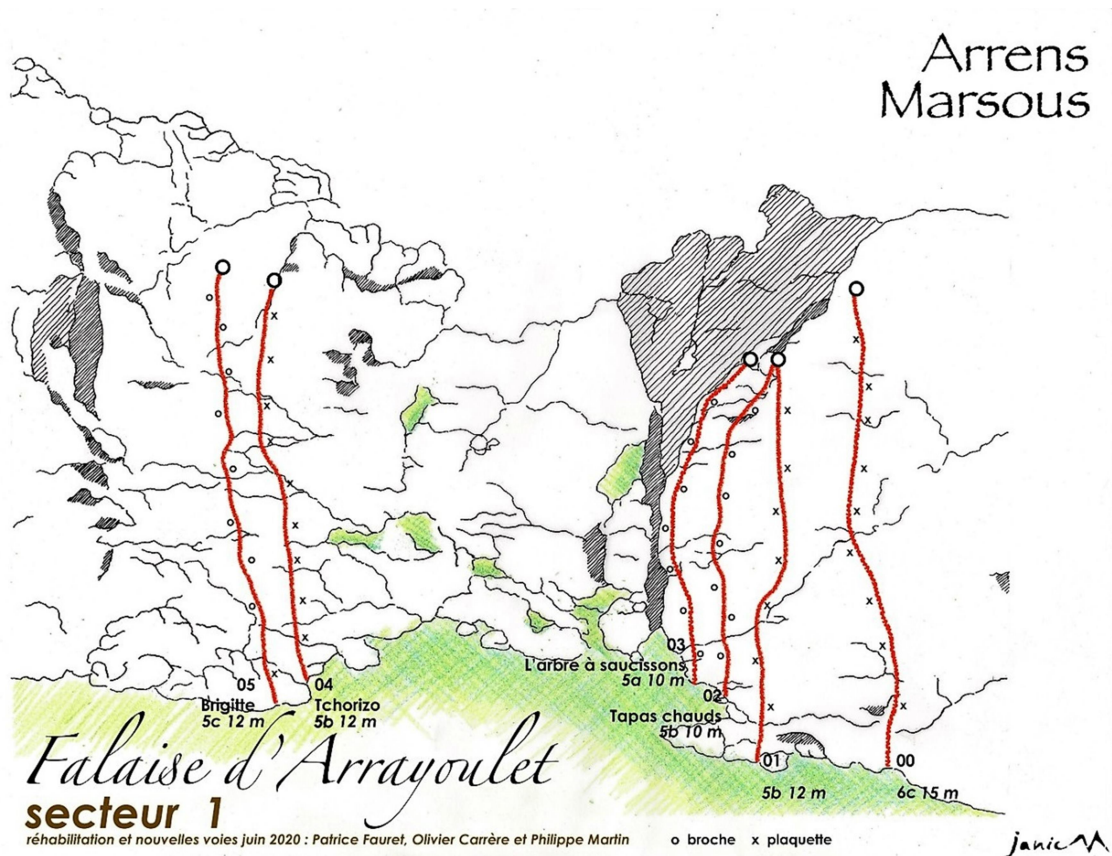 Arrens
Marsous
03
L'arbre à saucissons
5a 10 m
05
Brigitte
5c 12 m
04
Tchorizo
5b 12 m
02
Tapas chauds
5b 10 m
01
5b 12 m
00
6c 15 m
Falaise d'Arrayoulet
secteur 1
réhabilitation et nouvelles voies juin 2020 : Patrice Fauret, Olivier Carrère et Philippe Martin
o broche x plaquette
janic